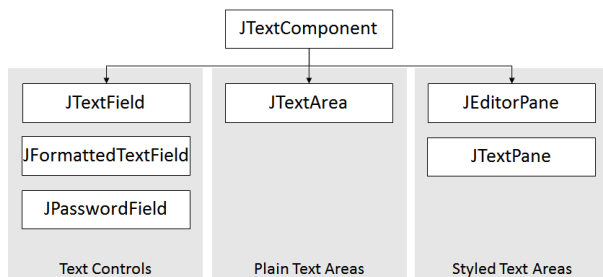 JTextComponent
JTextField
JTextArea
JEditorPane
JFormattedTextField
JTextPane
JPasswordField
Text Controls
Plain Text Areas
Styled Text Areas